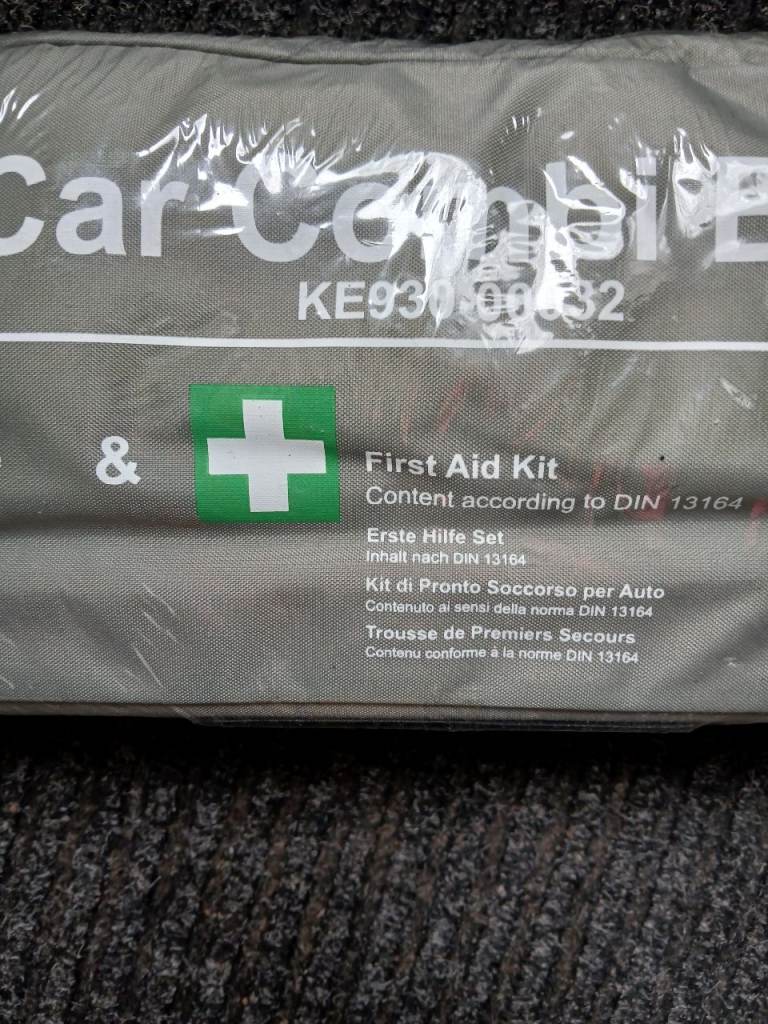 Car Combi
KE930-00032
&
First Aid Kit
Content according to DIN 13164
Erste Hilfe Set
Inhalt nach DIN 13164
Kit di Pronto Soccorso per Auto
Contenuto ai sensi della norma DIN 13164
Trousse de Premiers Secours
Contenu conforme à la norme DIN 13164